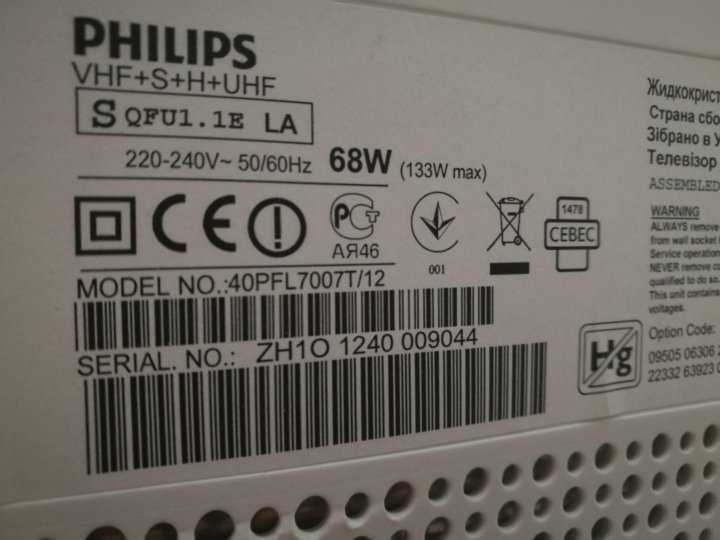 PHILIPS
VHF+S+H+UHF
S QFU1.1E LA
220-240V~ 50/60Hz 68W (133W max)
CE
PCT
АЯ46
001
1478
CEBEC
MODEL NO.:40PFL7007T/12
SERIAL. NO.: ZH1O 1240 009044
Жидкокрист
Страна сбо
Зібрано в У
Телевізор
ASSEMBLED
WARNING
ALWAYS remove
from wall socket
Service operation
NEVER remove co
qualified to do so.
This unit contains
voltages.
Hg
Option Code:
09505 06306 2
22332 63923 0